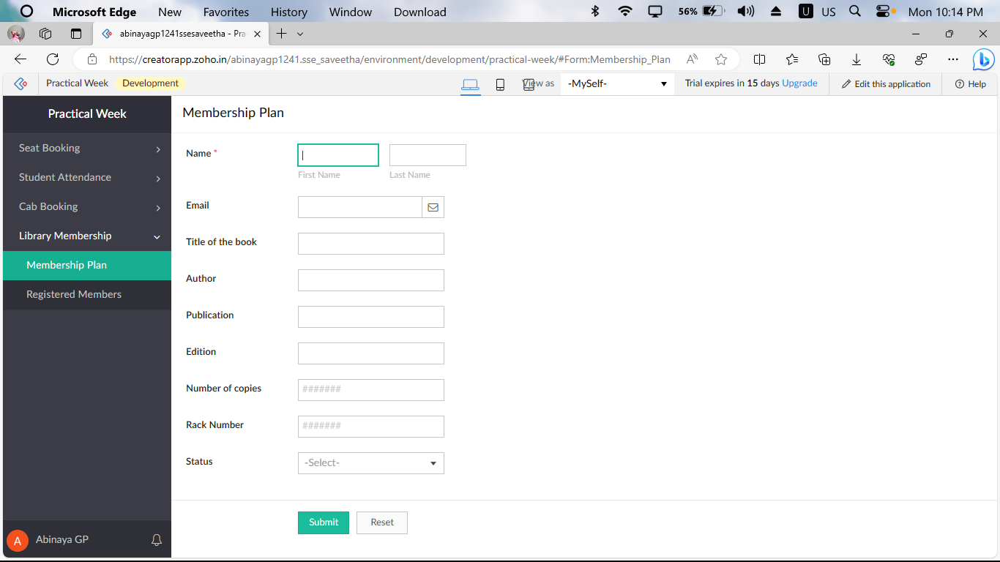 Microsoft Edge New Favorites History Window Download 56% U US Mon 10:14 PM
abinayagp1241ssesaveetha - Pra
https://creatorapp.zoho.in/abinayagp1241.sse_saveetha/environment/development/practical-week/#Form:Membership_Plan
Practical Week Development View as -MySelf- Trial expires in 15 days Upgrade Edit this application Help
Practical Week
Seat Booking
Student Attendance
Cab Booking
Library Membership
Membership Plan
Registered Members
A Abinaya GP
Membership Plan
Name *
First Name Last Name
Email
Title of the book
Author
Publication
Edition
Number of copies #######
Rack Number #######
Status -Select-
Submit Reset